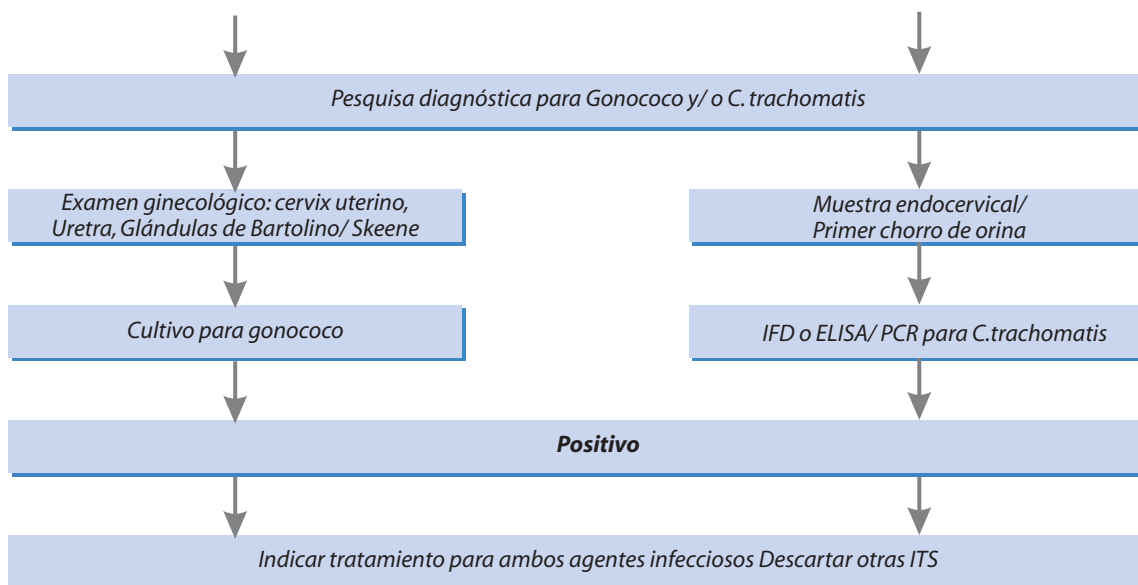 Pesquisa diagnóstica para Gonococo y/ o C. trachomatis
Examen ginecológico: cervix uterino,
Uretra, Glándulas de Bartolino/ Skeene
Muestra endocervical/
Primer chorro de orina
Cultivo para gonococo
IFD o ELISA/ PCR para C.trachomatis
Positivo
Indicar tratamiento para ambos agentes infecciosos Descartar otras ITS